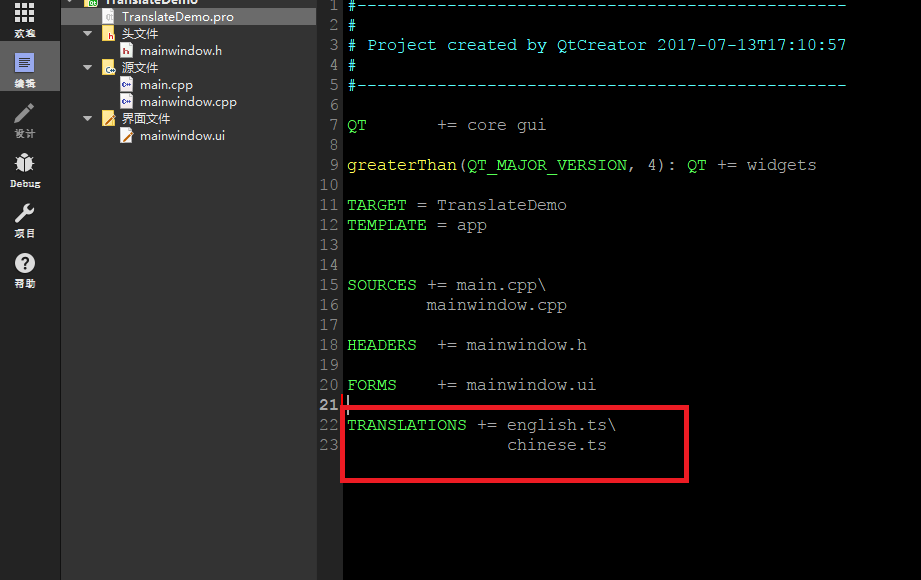 欢迎
编辑
设计
Debug
项目
帮助
TranslateDemo
TranslateDemo.pro
头文件
mainwindow.h
源文件
main.cpp
mainwindow.cpp
界面文件
mainwindow.ui
1 #-------------------------------------------------
2 #
3 # Project created by QtCreator 2017-07-13T17:10:57
4 #
5 #-------------------------------------------------
6
7 QT       += core gui
8
9 greaterThan(QT_MAJOR_VERSION, 4): QT += widgets
10
11 TARGET = TranslateDemo
12 TEMPLATE = app
13
14
15 SOURCES += main.cpp\
16         mainwindow.cpp
17
18 HEADERS  += mainwindow.h
19
20 FORMS    += mainwindow.ui
21
22 TRANSLATIONS += english.ts\
23                 chinese.ts